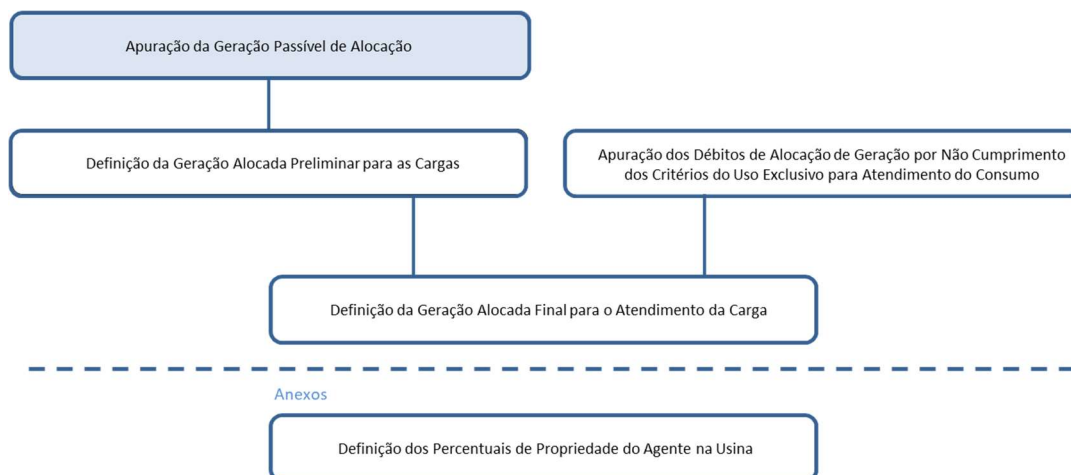 Apuração da Geração Passível de Alocação
Definição da Geração Alocada Preliminar para as Cargas
Apuração dos Débitos de Alocação de Geração por Não Cumprimento
dos Critérios do Uso Exclusivo para Atendimento do Consumo
Definição da Geração Alocada Final para o Atendimento da Carga
Anexos
Definição dos Percentuais de Propriedade do Agente na Usina